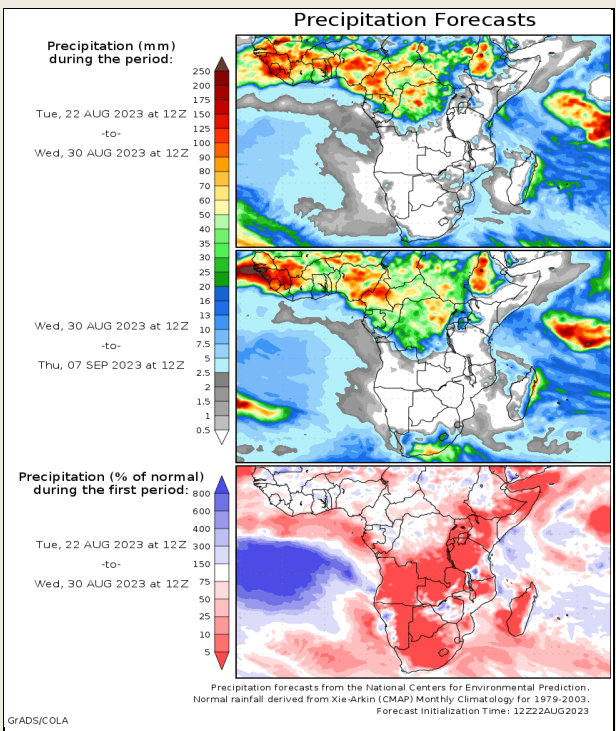 Precipitation Forecasts
Precipitation (mm)
during the period:
Tue, 22 AUG 2023 at 12Z
-to-
Wed, 30 AUG 2023 at 12Z
250
200
175
150
125
100
90
80
70
60
50
40
35
30
25
20
16
13
10
7.5
5
2.5
2
1.5
1
0.5
Wed, 30 AUG 2023 at 12Z
-to-
Thu, 07 SEP 2023 at 12Z
Precipitation (% of normal)
during the first period:
Tue, 22 AUG 2023 at 12Z
-to-
Wed, 30 AUG 2023 at 12Z
800
600
400
300
150
75
50
25
10
5
Precipitation forecasts from the National Centers for Environmental Prediction.
Normal rainfall derived from Xie-Arkin (CMAP) Monthly Climatology for 1979-2003.
Forecast Initialization Time: 12Z22AUG2023
GrADS/COLA